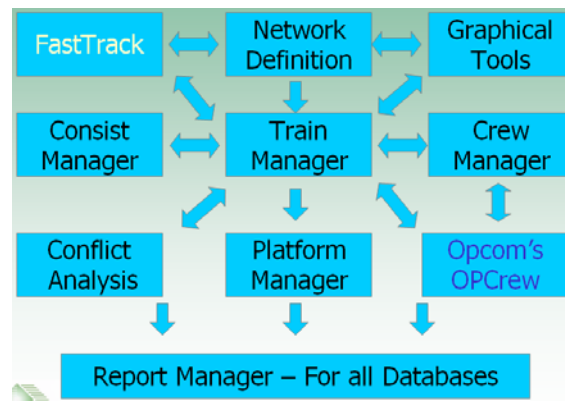 FastTrack
Network
Definition
Graphical
Tools
Consist
Manager
Train
Manager
Crew
Manager
Conflict
Analysis
Platform
Manager
Opcom's
OPCrew
Report Manager – For all Databases